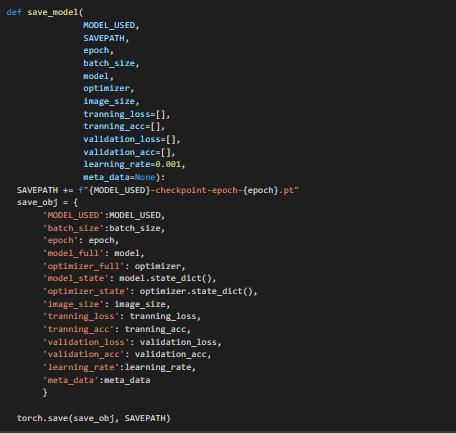 def save_model(
MODEL_USED,
SAVEPATH,
epoch,
batch_size,
model,
optimizer,
image_size,
tranning_loss=[],
tranning_acc=[],
validation_loss=[],
validation_acc=[],
learning_rate=0.001,
meta_data=None):
SAVEPATH += f"{MODEL_USED}-checkpoint-epoch-{epoch}.pt"
save_obj = {
'MODEL_USED':MODEL_USED,
'batch_size':batch_size,
'epoch': epoch,
'model_full': model,
'optimizer_full': optimizer,
'model_state': model.state_dict(),
'optimizer_state': optimizer.state_dict(),
'image_size': image_size,
'tranning_loss': tranning_loss,
'tranning_acc': tranning_acc,
'validation_loss': validation_loss,
'validation_acc': validation_acc,
'learning_rate':learning_rate,
'meta_data':meta_data
}
torch.save(save_obj, SAVEPATH)